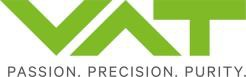 VAT
PASSION. PRECISION. PURITY.